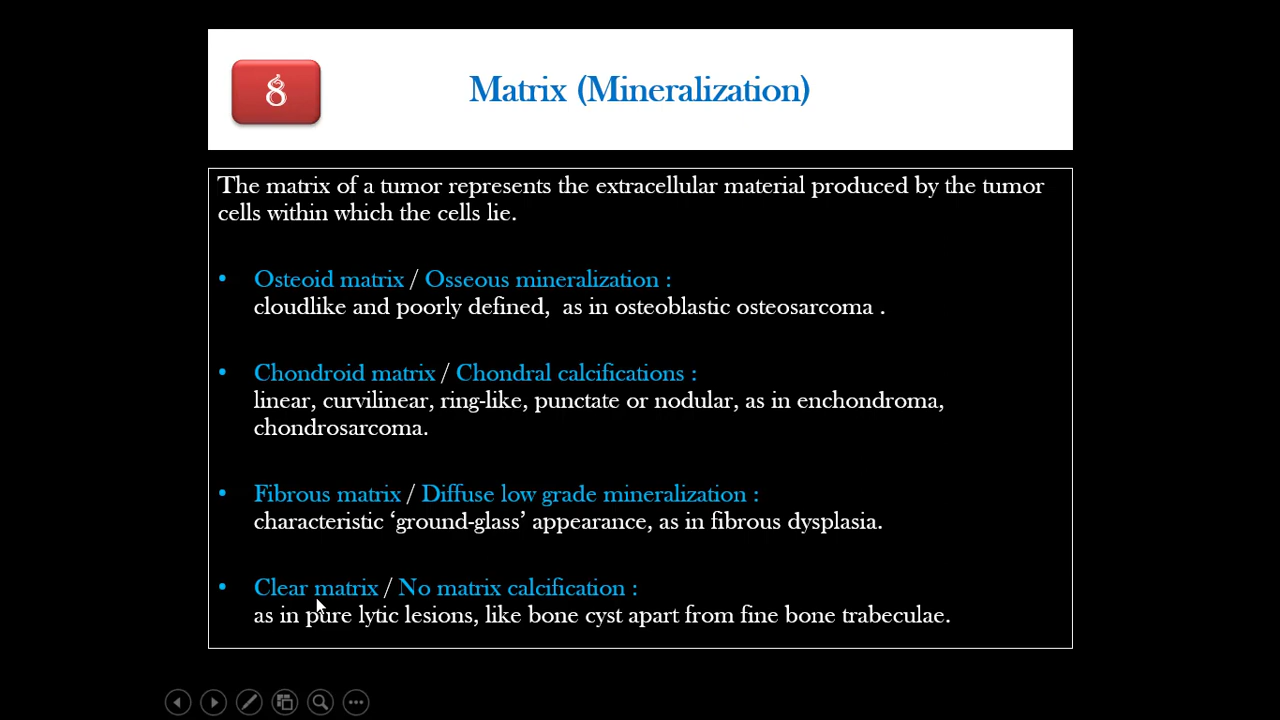 8
Matrix (Mineralization)
The matrix of a tumor represents the extracellular material produced by the tumor
cells within which the cells lie.
• Osteoid matrix / Osseous mineralization :
cloudlike and poorly defined,  as in osteoblastic osteosarcoma .
• Chondroid matrix / Chondral calcifications :
linear, curvilinear, ring-like, punctate or nodular, as in enchondroma,
chondrosarcoma.
• Fibrous matrix / Diffuse low grade mineralization :
characteristic ‘ground-glass’ appearance, as in fibrous dysplasia.
• Clear matrix / No matrix calcification :
as in pure lytic lesions, like bone cyst apart from fine bone trabeculae.